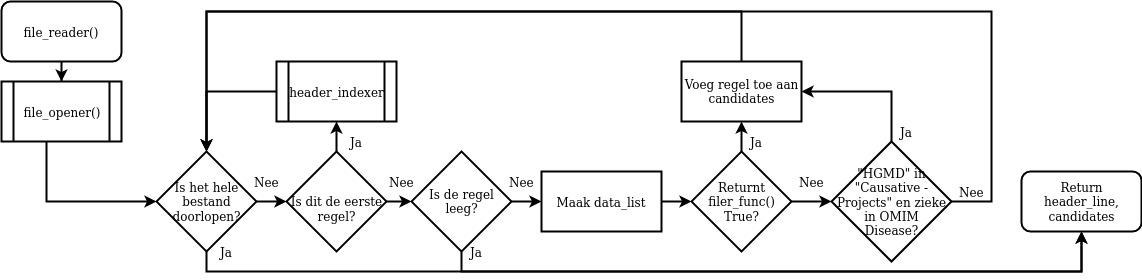 file_reader()
file_opener()
header_indexer
Ja
Is het hele
bestand
doorlopen?
Nee
Ja
Is dit de eerste
regel?
Nee
Is de regel
leeg?
Nee
Ja
Maak data_list
Voeg regel toe aan
candidates
Ja
Returnt
filer_func()
True?
Nee
Ja
"HGMD" in
"Causative -
Projects" en zieke
in OMIM
Disease?
Nee
Return
header_line,
candidates